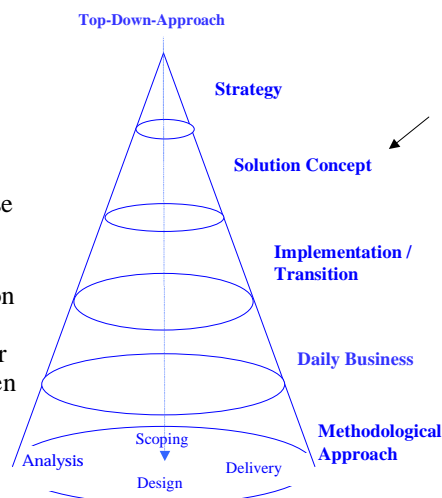 Top-Down-Approach
Strategy
Solution Concept
Implementation /
Transition
Daily Business
Methodological
Approach
Scoping
Analysis
Delivery
Design